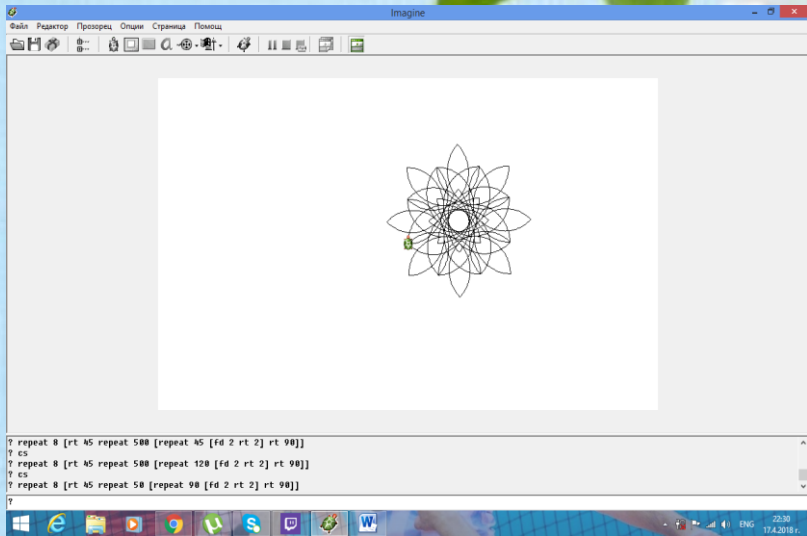 Imagine
Файл Редактор Прозорец Опции Страница Помощ
? repeat 8 [rt 45 repeat 500 [repeat 45 [fd 2 rt 2] rt 90]]
? cs
? repeat 8 [rt 45 repeat 500 [repeat 120 [fd 2 rt 2] rt 90]]
? cs
? repeat 8 [rt 45 repeat 50 [repeat 90 [fd 2 rt 2] rt 90]]
?
ENG
22:30
17.4.2018 г.